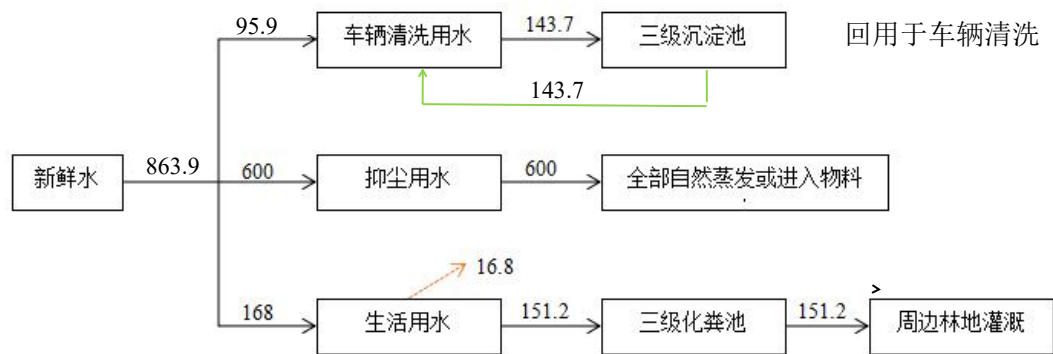 95.9
车辆清洗用水
143.7
三级沉淀池
回用于车辆清洗
143.7
新鲜水
863.9
600
抑尘用水
600
全部自然蒸发或进入物料
16.8
168
生活用水
151.2
三级化粪池
151.2
周边林地灌溉